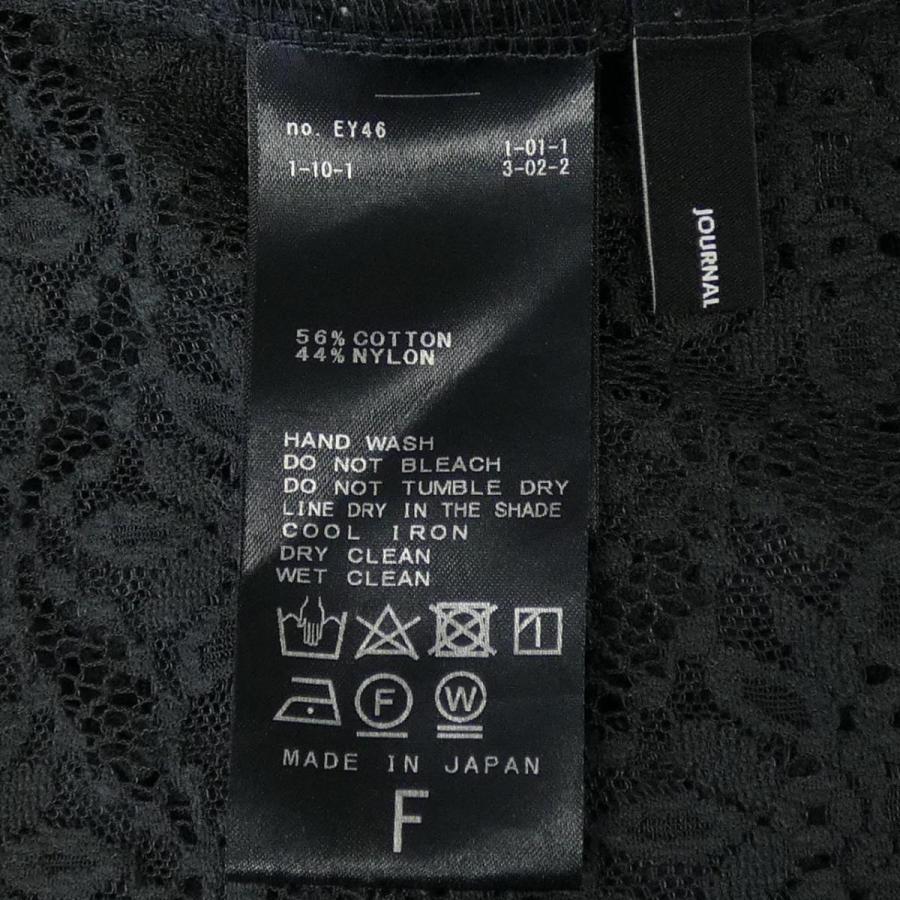 no. EY46
1-10-1
1-01-1
3-02-2
56% COTTON
44% NYLON
HAND WASH
DO NOT BLEACH
DO NOT TUMBLE DRY
LINE DRY IN THE SHADE
COOL IRON
DRY CLEAN
WET CLEAN
F
W
MADE IN JAPAN
F
JOURNAL